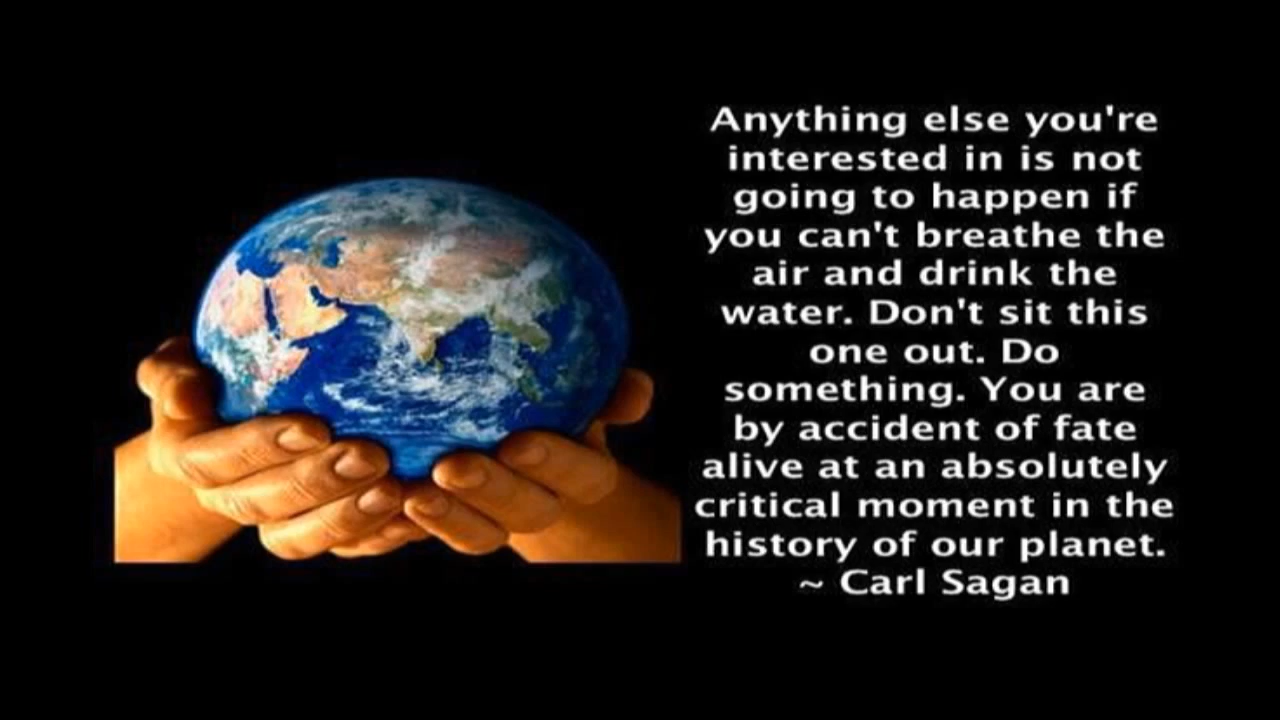 Anything else you're
interested in is not
going to happen if
you can't breathe the
air and drink the
water. Don't sit this
one out. Do
something. You are
by accident of fate
alive at an absolutely
critical moment in the
history of our planet.
~ Carl Sagan